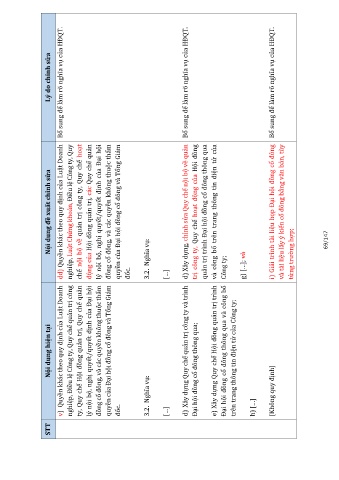 STT
Nội dung hiện tại
Nội dung đề xuất chỉnh sửa
Lý do chỉnh sửa
v) Quyền khác theo quy định của Luật Doanh
nghiệp, Điều lệ Công ty, Quy chế quản trị công
ty, Quy chế Hội đồng quản trị, Quy chế quản
lý nội bộ, nghị quyết/quyết định của Đại hội
đồng cổ đông, và các quyền không thuộc thẩm
quyền của Đại hội đồng cổ đông và Tổng Giám
đốc.
dd) Quyền khác theo quy định của Luật Doanh
nghiệp, Luật Chứng khoán, Điều lệ Công ty, Quy
chế nội bộ về quản trị công ty, Quy chế hoạt
động của Hội đồng quản trị, các Quy chế quản
lý nội bộ, nghị quyết/quyết định của Đại hội
đồng cổ đông, và các quyền không thuộc thẩm
quyền của Đại hội đồng cổ đông và Tổng Giám
đốc.
Bổ sung để làm rõ nghĩa vụ của HĐQT.
3.2. Nghĩa vụ:
3.2. Nghĩa vụ:
[...]
[...]
d) Xây dựng Quy chế quản trị công ty và trình
Đại hội đồng cổ đông thông qua;
e) Xây dựng Quy chế Hội đồng quản trị trình
Đại hội đồng cổ đông thông qua và công bố
trên trang thông tin điện tử của Công ty;
h) [...]
d) Xây dựng, chỉnh sửa Quy chế nội bộ về quản
trị công ty, Quy chế hoạt động của Hội đồng
quản trị trình Đại hội đồng cổ đông thông qua
và công bố trên trang thông tin điện tử của
Công ty;
g) [...]; và
Bổ sung để làm rõ nghĩa vụ của HĐQT.
[Không quy định]
i) Giải trình tài liệu họp Đại hội đồng cổ đông
và tài liệu lấy ý kiến cổ đông bằng văn bản, tùy
từng trường hợp.
Bổ sung để làm rõ nghĩa vụ của HĐQT.
69/147